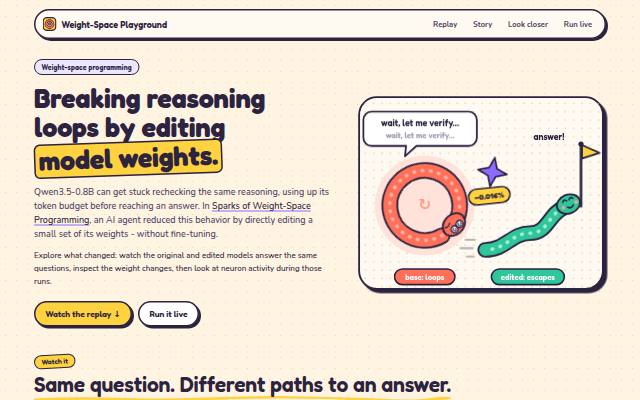 Weight-Space Playground
Replay
Story
Look closer
Run live
Weight-space programming
Breaking reasoning
loops by editing
model weights.
Qwen3.5-0.8B can get stuck rechecking the same reasoning, using up its
token budget before reaching an answer. In Sparks of Weight-Space
Programming, an AI agent reduced this behavior by directly editing a
small set of its weights - without fine-tuning.
Explore what changed: watch the original and edited models answer the same
questions, inspect the weight changes, then look at neuron activity during those
runs.
Watch the replay ↓
Run it live
wait, let me verify...
wait, let me verify...
answer!
-0.016%
base: loops
edited: escapes
Watch it
Same question. Different paths to an answer.